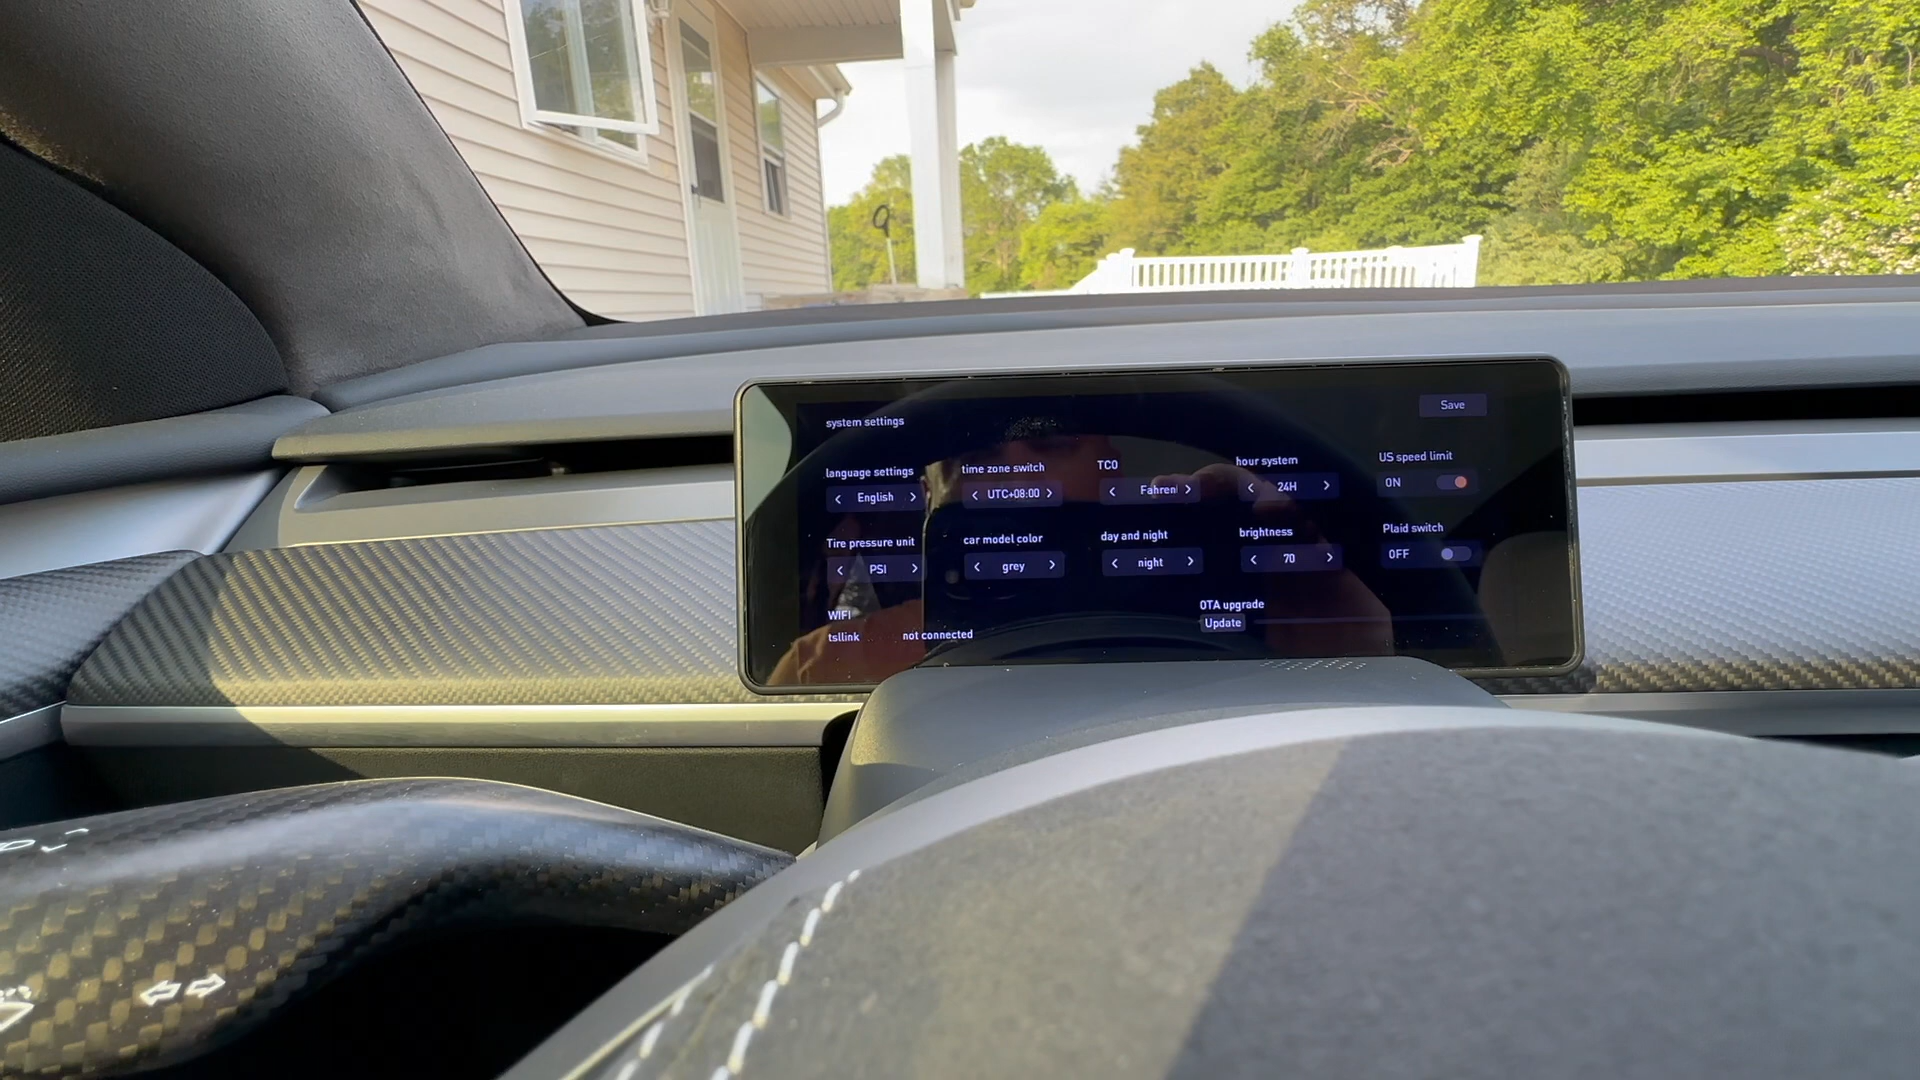 system settings
Save
language settings
time zone switch
TCO
hour system
US speed limit
English
UTC+08:00
Fahren
24H
ON
Tire pressure unit
car model color
day and night
brightness
Plaid switch
PSI
grey
night
70
OFF
WIFI
OTA upgrade
tsllink
not connected
Update